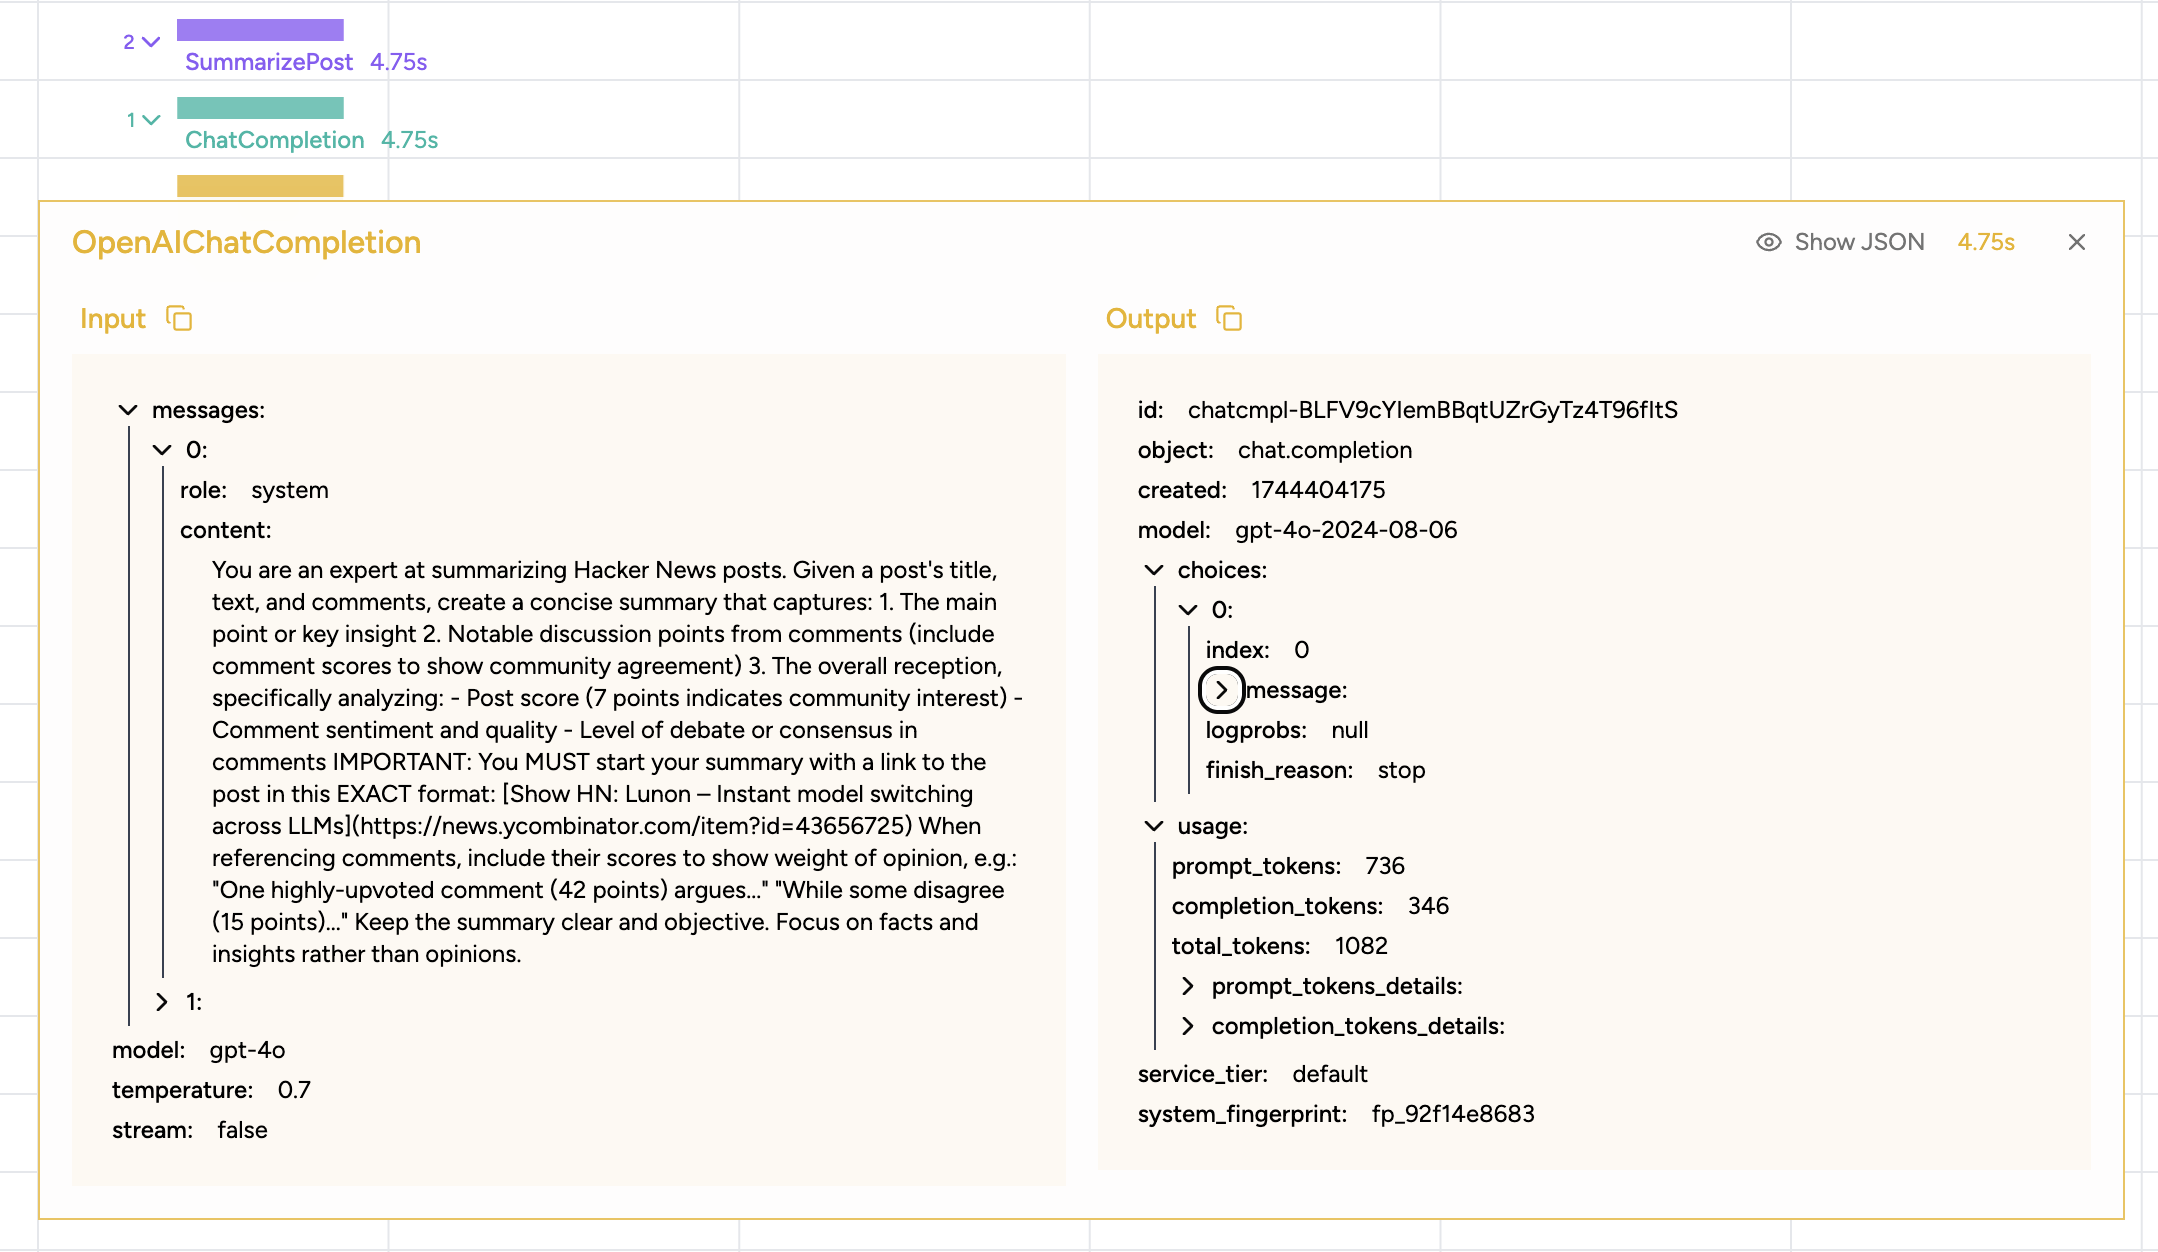 2
SummarizePost 4.75s
1
ChatCompletion 4.75s
OpenAIChatCompletion
Show JSON 4.75s
Input
messages:
0:
role: system
content:
You are an expert at summarizing Hacker News posts. Given a post's title,
text, and comments, create a concise summary that captures: 1. The main
point or key insight 2. Notable discussion points from comments (include
comment scores to show community agreement) 3. The overall reception,
specifically analyzing: - Post score (7 points indicates community interest) -
Comment sentiment and quality - Level of debate or consensus in
comments IMPORTANT: You MUST start your summary with a link to the
post in this EXACT format: [Show HN: Lunon – Instant model switching
across LLMs](https://news.ycombinator.com/item?id=43656725) When
referencing comments, include their scores to show weight of opinion, e.g.:
"One highly-upvoted comment (42 points) argues..." "While some disagree
(15 points)..." Keep the summary clear and objective. Focus on facts and
insights rather than opinions.
1:
model: gpt-4o
temperature: 0.7
stream: false
Output
id: chatcmpl-BLFV9cYIemBBqtUZrGyTz4T96fItS
object: chat.completion
created: 1744404175
model: gpt-4o-2024-08-06
choices:
0:
index: 0
message:
logprobs: null
finish_reason: stop
usage:
prompt_tokens: 736
completion_tokens: 346
total_tokens: 1082
prompt_tokens_details:
completion_tokens_details:
service_tier: default
system_fingerprint: fp_92f14e8683